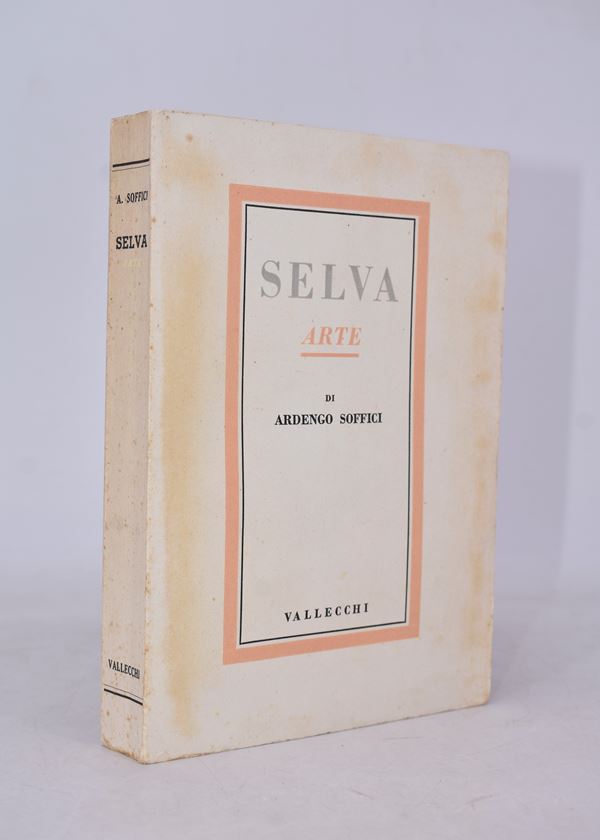 A. SOFFICI
SELVA
VALLECCHI
SELVA
ARTE
DI
ARDENGO SOFFICI
VALLECCHI